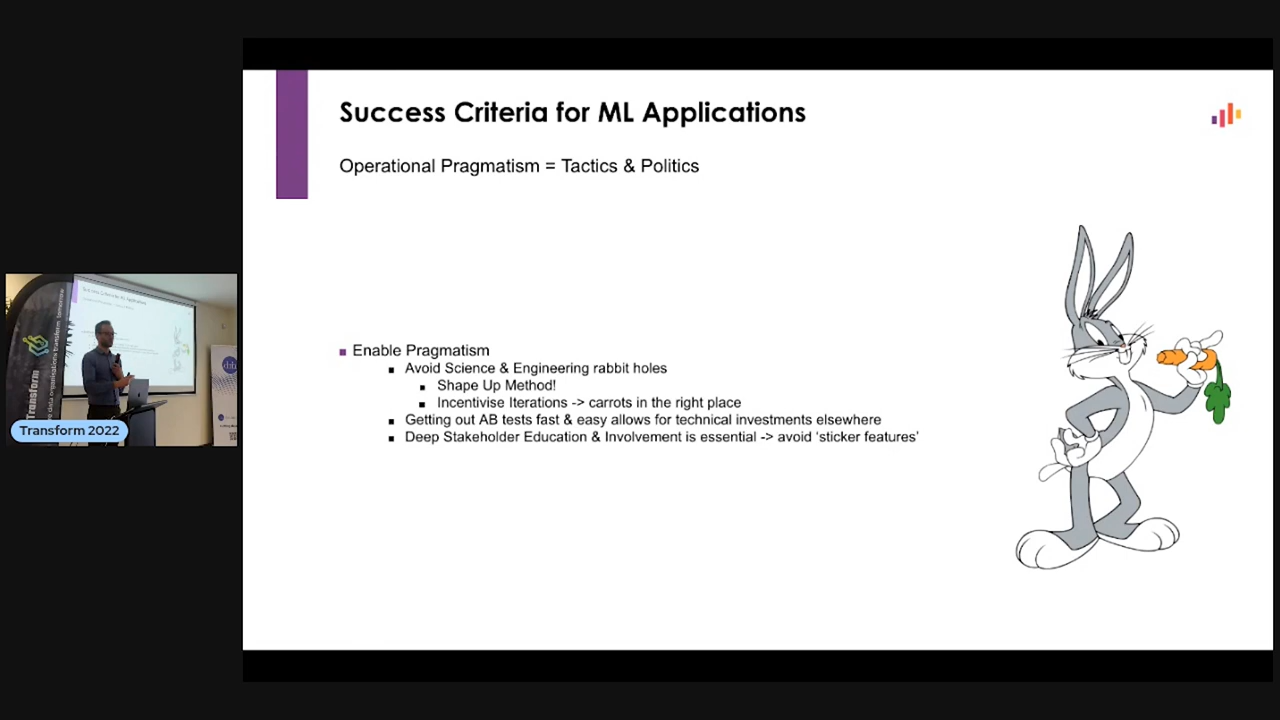 Success Criteria for ML Applications
Operational Pragmatism = Tactics & Politics
■ Enable Pragmatism
■ Avoid Science & Engineering rabbit holes
■ Shape Up Method!
■ Incentivise Iterations -> carrots in the right place
■ Getting out AB tests fast & easy allows for technical investments elsewhere
■ Deep Stakeholder Education & Involvement is essential -> avoid ‘sticker features’
Transform
Transform 2022